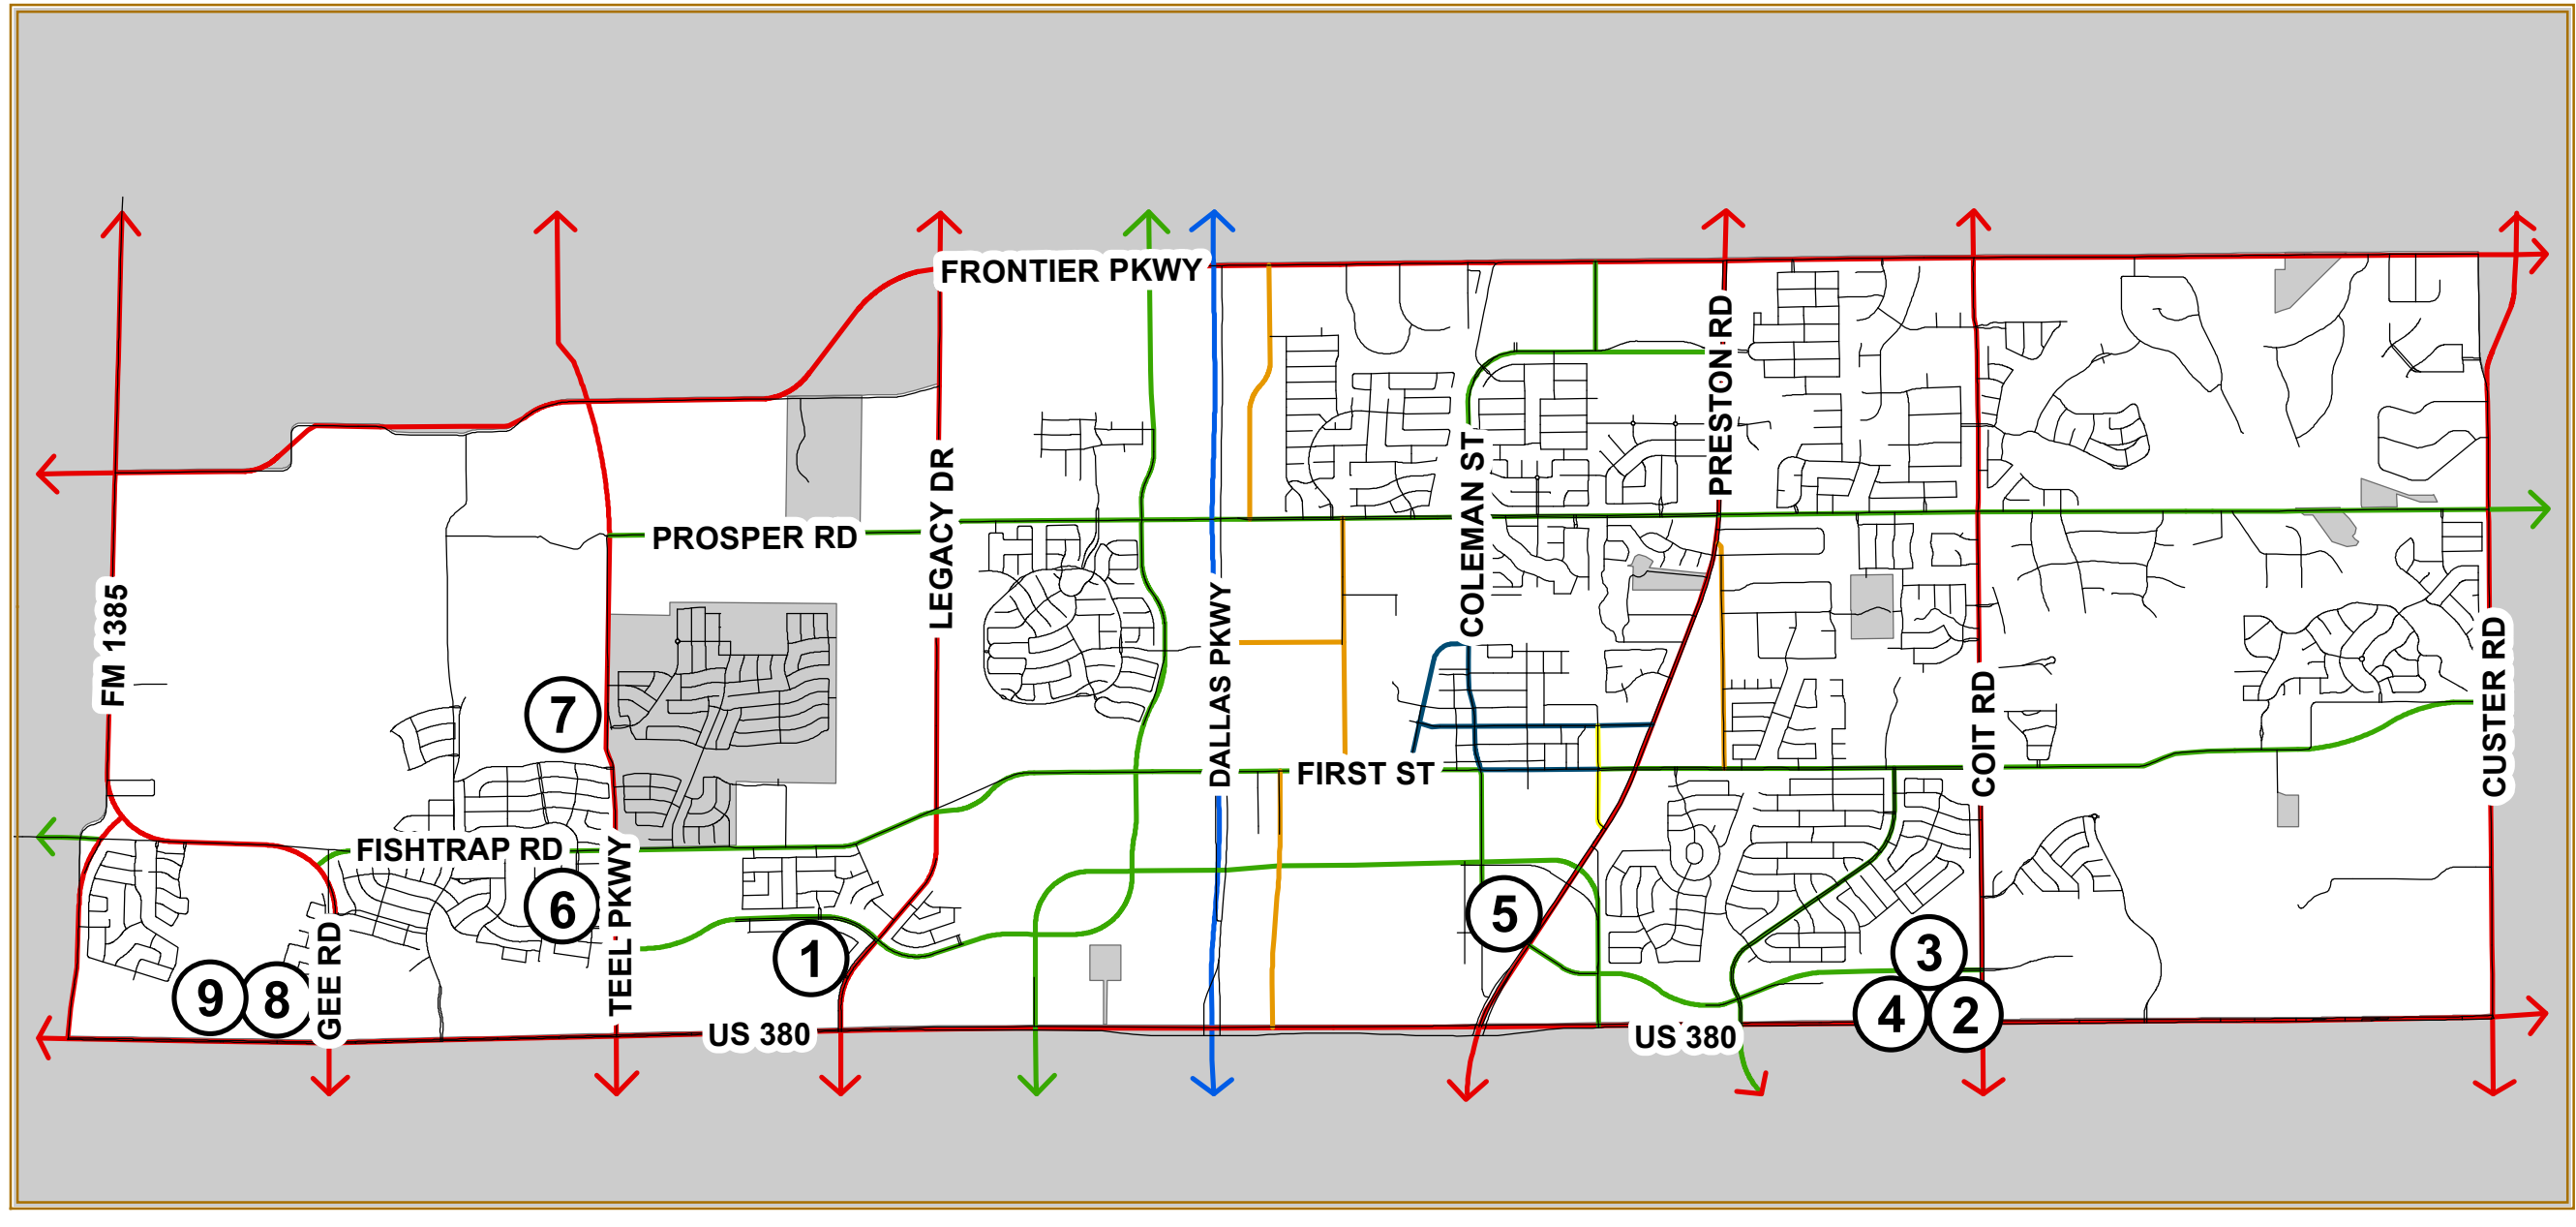 FRONTIER PKWY
PRESTON RD
COLEMAN ST
LEGACY DR
PROSPER RD
FM 1385
DALLAS PKWY
CUSTER RD
COIT RD
7
FIRST ST
FISHTRAP RD
TEEL PKWY
6
5
GEE RD
1
3
9
8
4
2
US 380
US 380